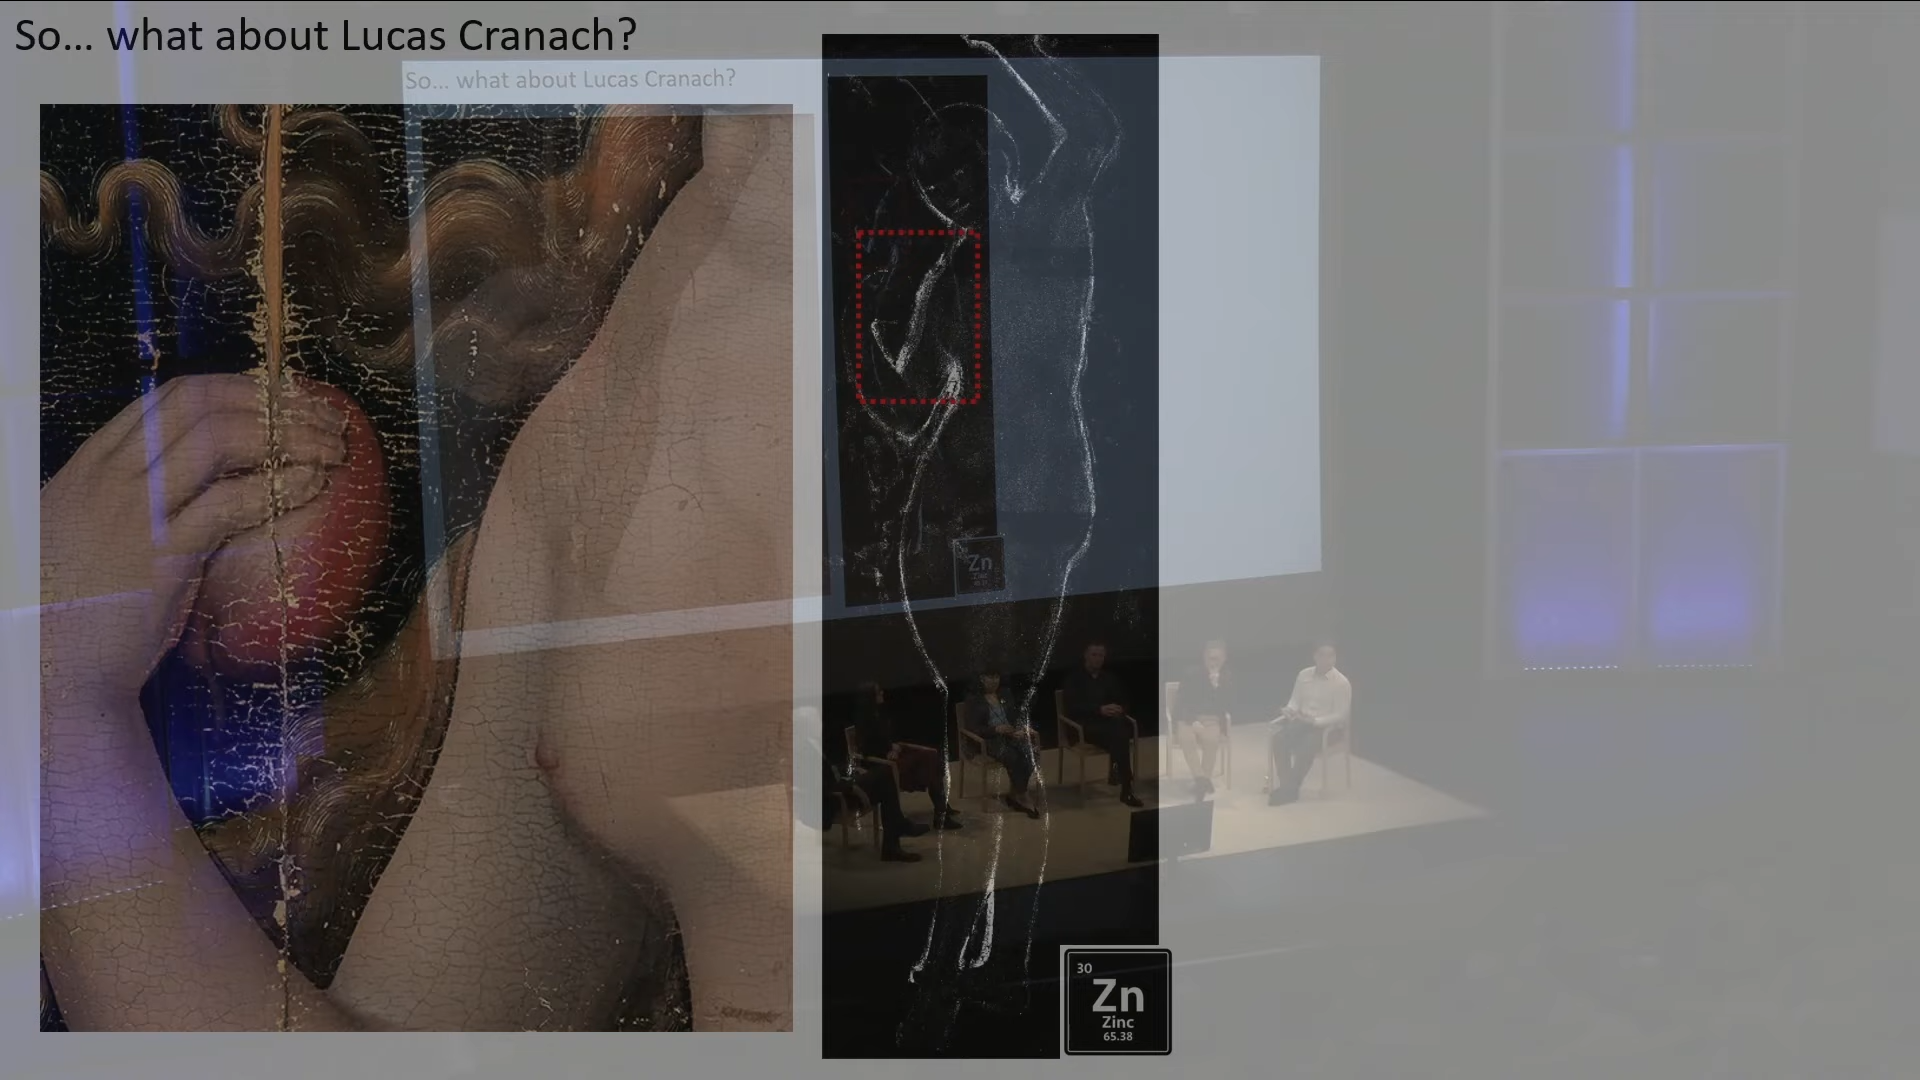 So... what about Lucas Cranach?
So... what about Lucas Cranach?
Zn
30
Zn
Zinc
65.38